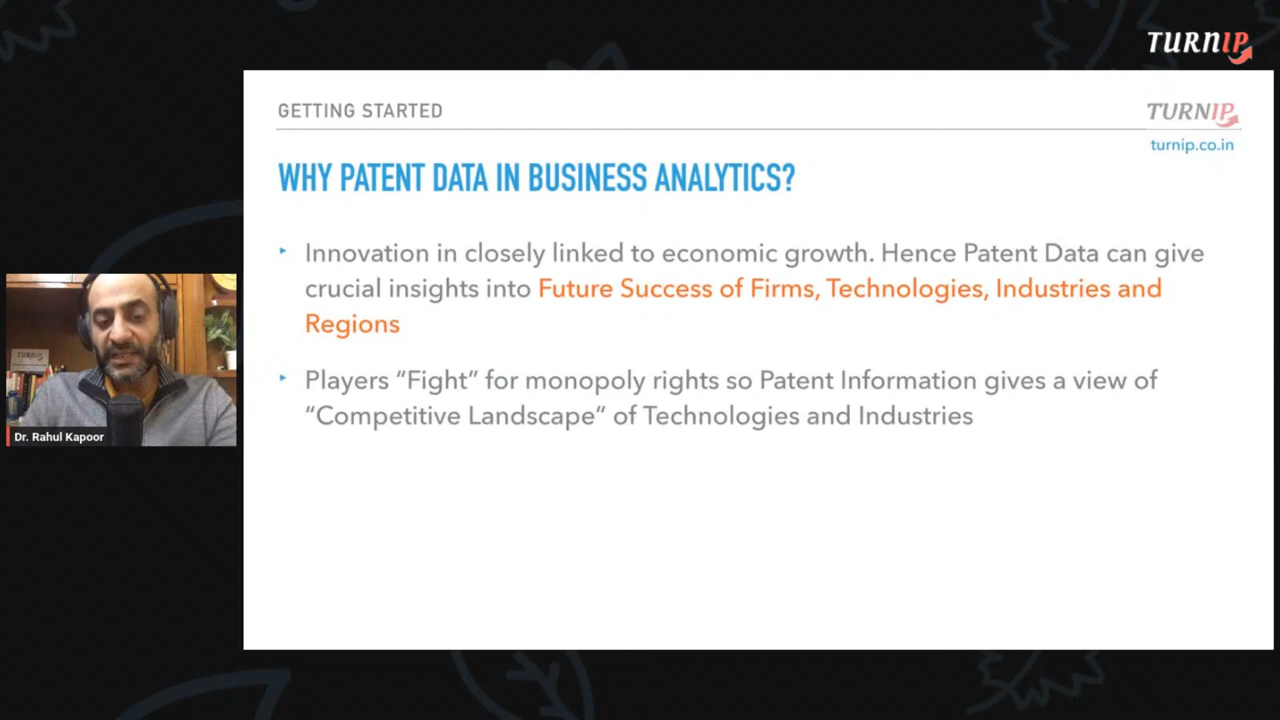 TURNIP
GETTING STARTED
TURNIP
turnip.co.in
WHY PATENT DATA IN BUSINESS ANALYTICS?
‣ Innovation in closely linked to economic growth. Hence Patent Data can give
crucial insights into Future Success of Firms, Technologies, Industries and
Regions
‣ Players “Fight” for monopoly rights so Patent Information gives a view of
“Competitive Landscape” of Technologies and Industries
TURNIP
Dr. Rahul Kapoor